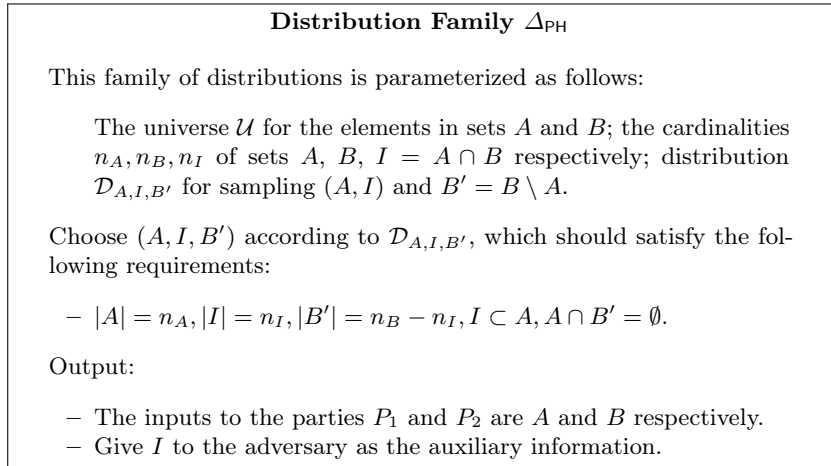 Distribution Family Δ_PH
This family of distributions is parameterized as follows:
The universe 𝒰 for the elements in sets A and B; the cardinalities
n_A, n_B, n_I of sets A, B, I = A ∩ B respectively; distribution
𝒟_{A,I,B′} for sampling (A, I) and B′ = B \ A.
Choose (A, I, B′) according to 𝒟_{A,I,B′}, which should satisfy the fol-
lowing requirements:
– |A| = n_A, |I| = n_I, |B′| = n_B − n_I, I ⊂ A, A ∩ B′ = ∅.
Output:
– The inputs to the parties P_1 and P_2 are A and B respectively.
– Give I to the adversary as the auxiliary information.